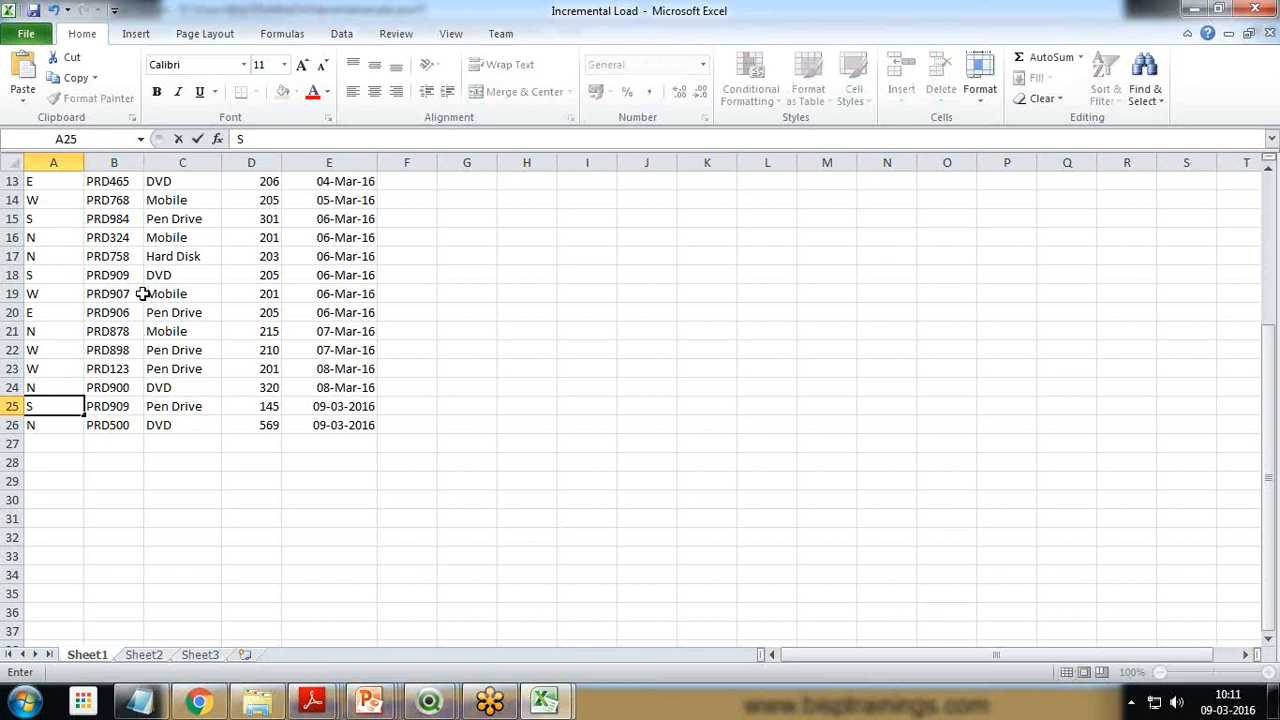 Incremental Load - Microsoft Excel
File Home Insert Page Layout Formulas Data Review View Team
Cut
Copy
Format Painter
Paste
Clipboard
Calibri 11
B I U
Font
Wrap Text
Merge & Center
Alignment
General
Number
Conditional Formatting
Format as Table
Cell Styles
Styles
Insert Delete Format
Cells
AutoSum
Fill
Clear
Sort & Filter
Find & Select
Editing
A25 fx S
A B C D E F G H I J K L M N O P Q R S T
13 E PRD465 DVD 206 04-Mar-16
14 W PRD768 Mobile 205 05-Mar-16
15 S PRD984 Pen Drive 301 06-Mar-16
16 N PRD324 Mobile 201 06-Mar-16
17 N PRD758 Hard Disk 203 06-Mar-16
18 S PRD909 DVD 205 06-Mar-16
19 W PRD907 Mobile 201 06-Mar-16
20 E PRD906 Pen Drive 205 06-Mar-16
21 N PRD878 Mobile 215 07-Mar-16
22 W PRD898 Pen Drive 210 07-Mar-16
23 W PRD123 Pen Drive 201 08-Mar-16
24 N PRD900 DVD 320 08-Mar-16
25 S PRD909 Pen Drive 145 09-03-2016
26 N PRD500 DVD 569 09-03-2016
27
28
29
30
31
32
33
34
35
36
37
Sheet1 Sheet2 Sheet3
Enter 100%
10:11
09-03-2016